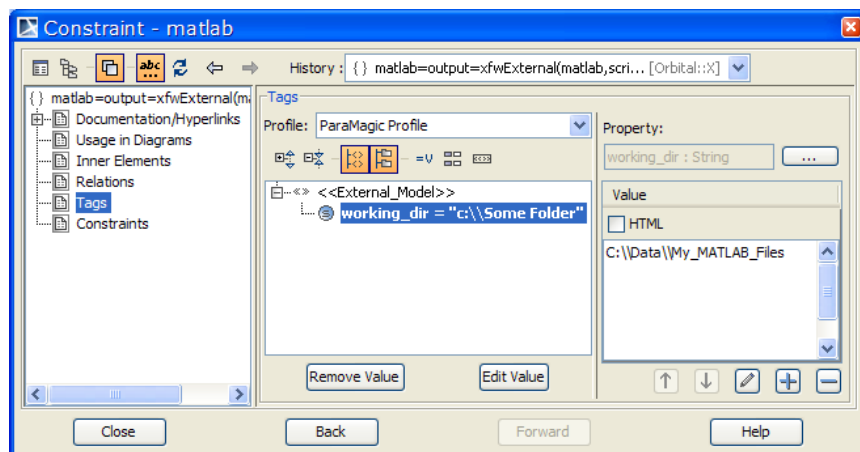 Constraint - matlab
abc
...
History : { } matlab=output=xfwExternal(matlab,scri... [Orbital::X]
{ } matlab=output=xfwExternal(m
Documentation/Hyperlinks
Usage in Diagrams
Inner Elements
Relations
Tags
Constraints
Tags
Profile: ParaMagic Profile
=V
<<External_Model>>
working_dir = "c:\\Some Folder"
Remove Value Edit Value
Property:
working_dir : String ...
Value
HTML
C:\\Data\\My_MATLAB_Files
Close Back Forward Help